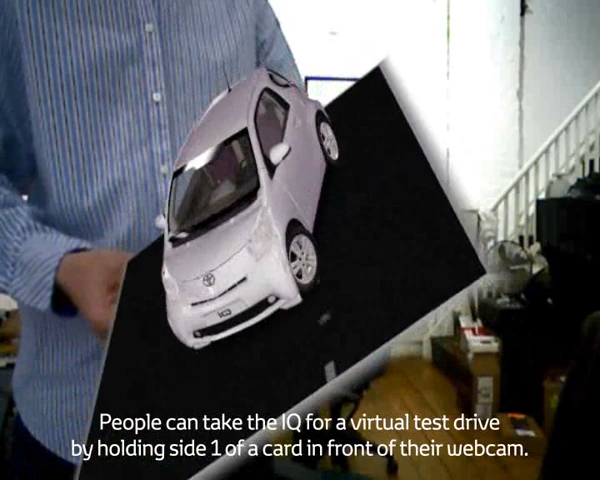 People can take the IQ for a virtual test drive
by holding side 1 of a card in front of their webcam.